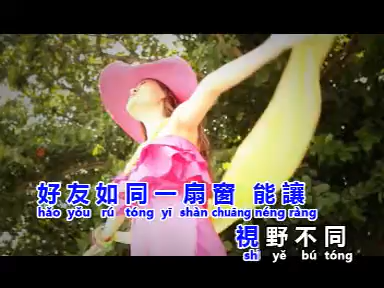 好友如同一扇窗 能讓
hǎo yǒu rú tóng yī shàn chuāng néng ràng
視野不同
shì yě bú tóng